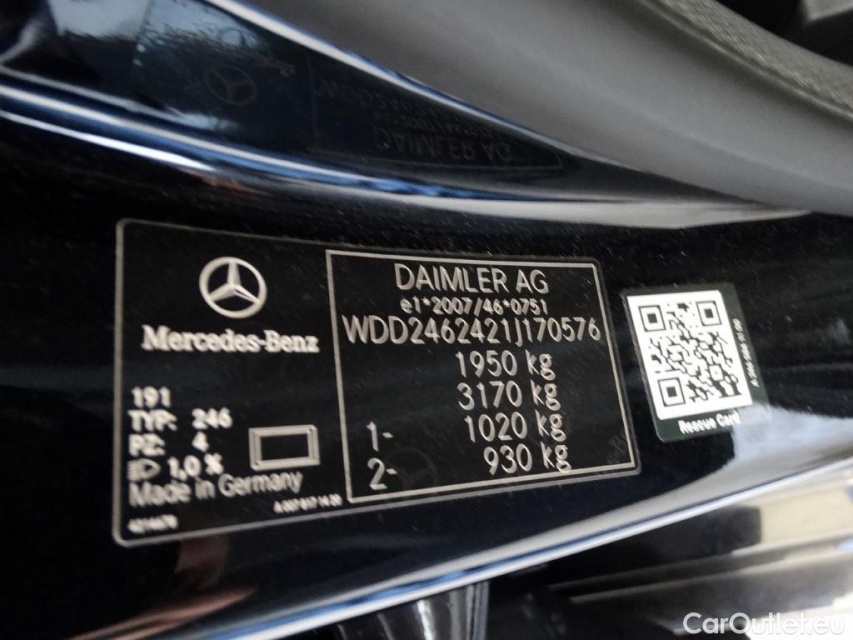 Mercedes-Benz
191
TYP: 246
PZ: 4
1,0 %
Made in Germany
DAIMLER AG
e1*2007/46*0751
WDD2462421J170576
1950 kg
3170 kg
1- 1020 kg
2- 930 kg
Rescue Card
CarOutlet.eu